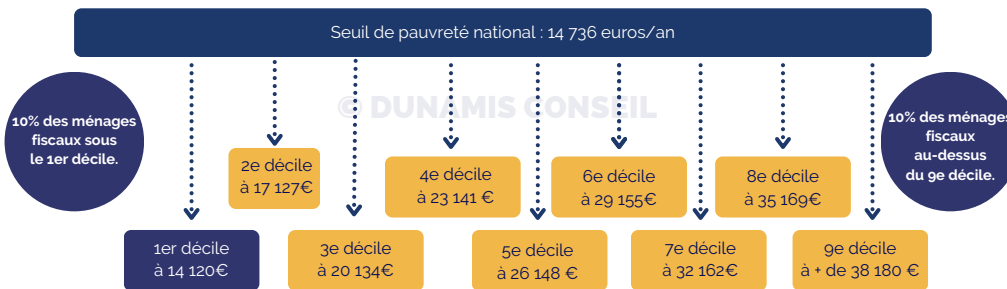 Seuil de pauvreté national : 14 736 euros/an
© DUNAMIS CONSEIL
10% des ménages
fiscaux sous
le 1er décile.
10% des ménages
fiscaux
au-dessus
du 9e décile.
1er décile
à 14 120€
2e décile
à 17 127€
3e décile
à 20 134€
4e décile
à 23 141 €
5e décile
à 26 148 €
6e décile
à 29 155€
7e décile
à 32 162€
8e décile
à 35 169€
9e décile
à + de 38 180 €